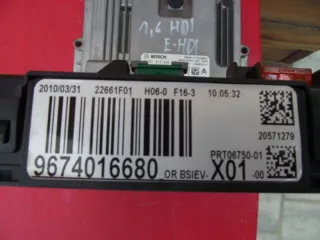 1,6 HDI
E-HDI
BOSCH
2010/03/31 22661F01 H06-0 F16-3 10:05:32
20571279
PRT06750-01
9674016680_OR BSIEV- X01 -00